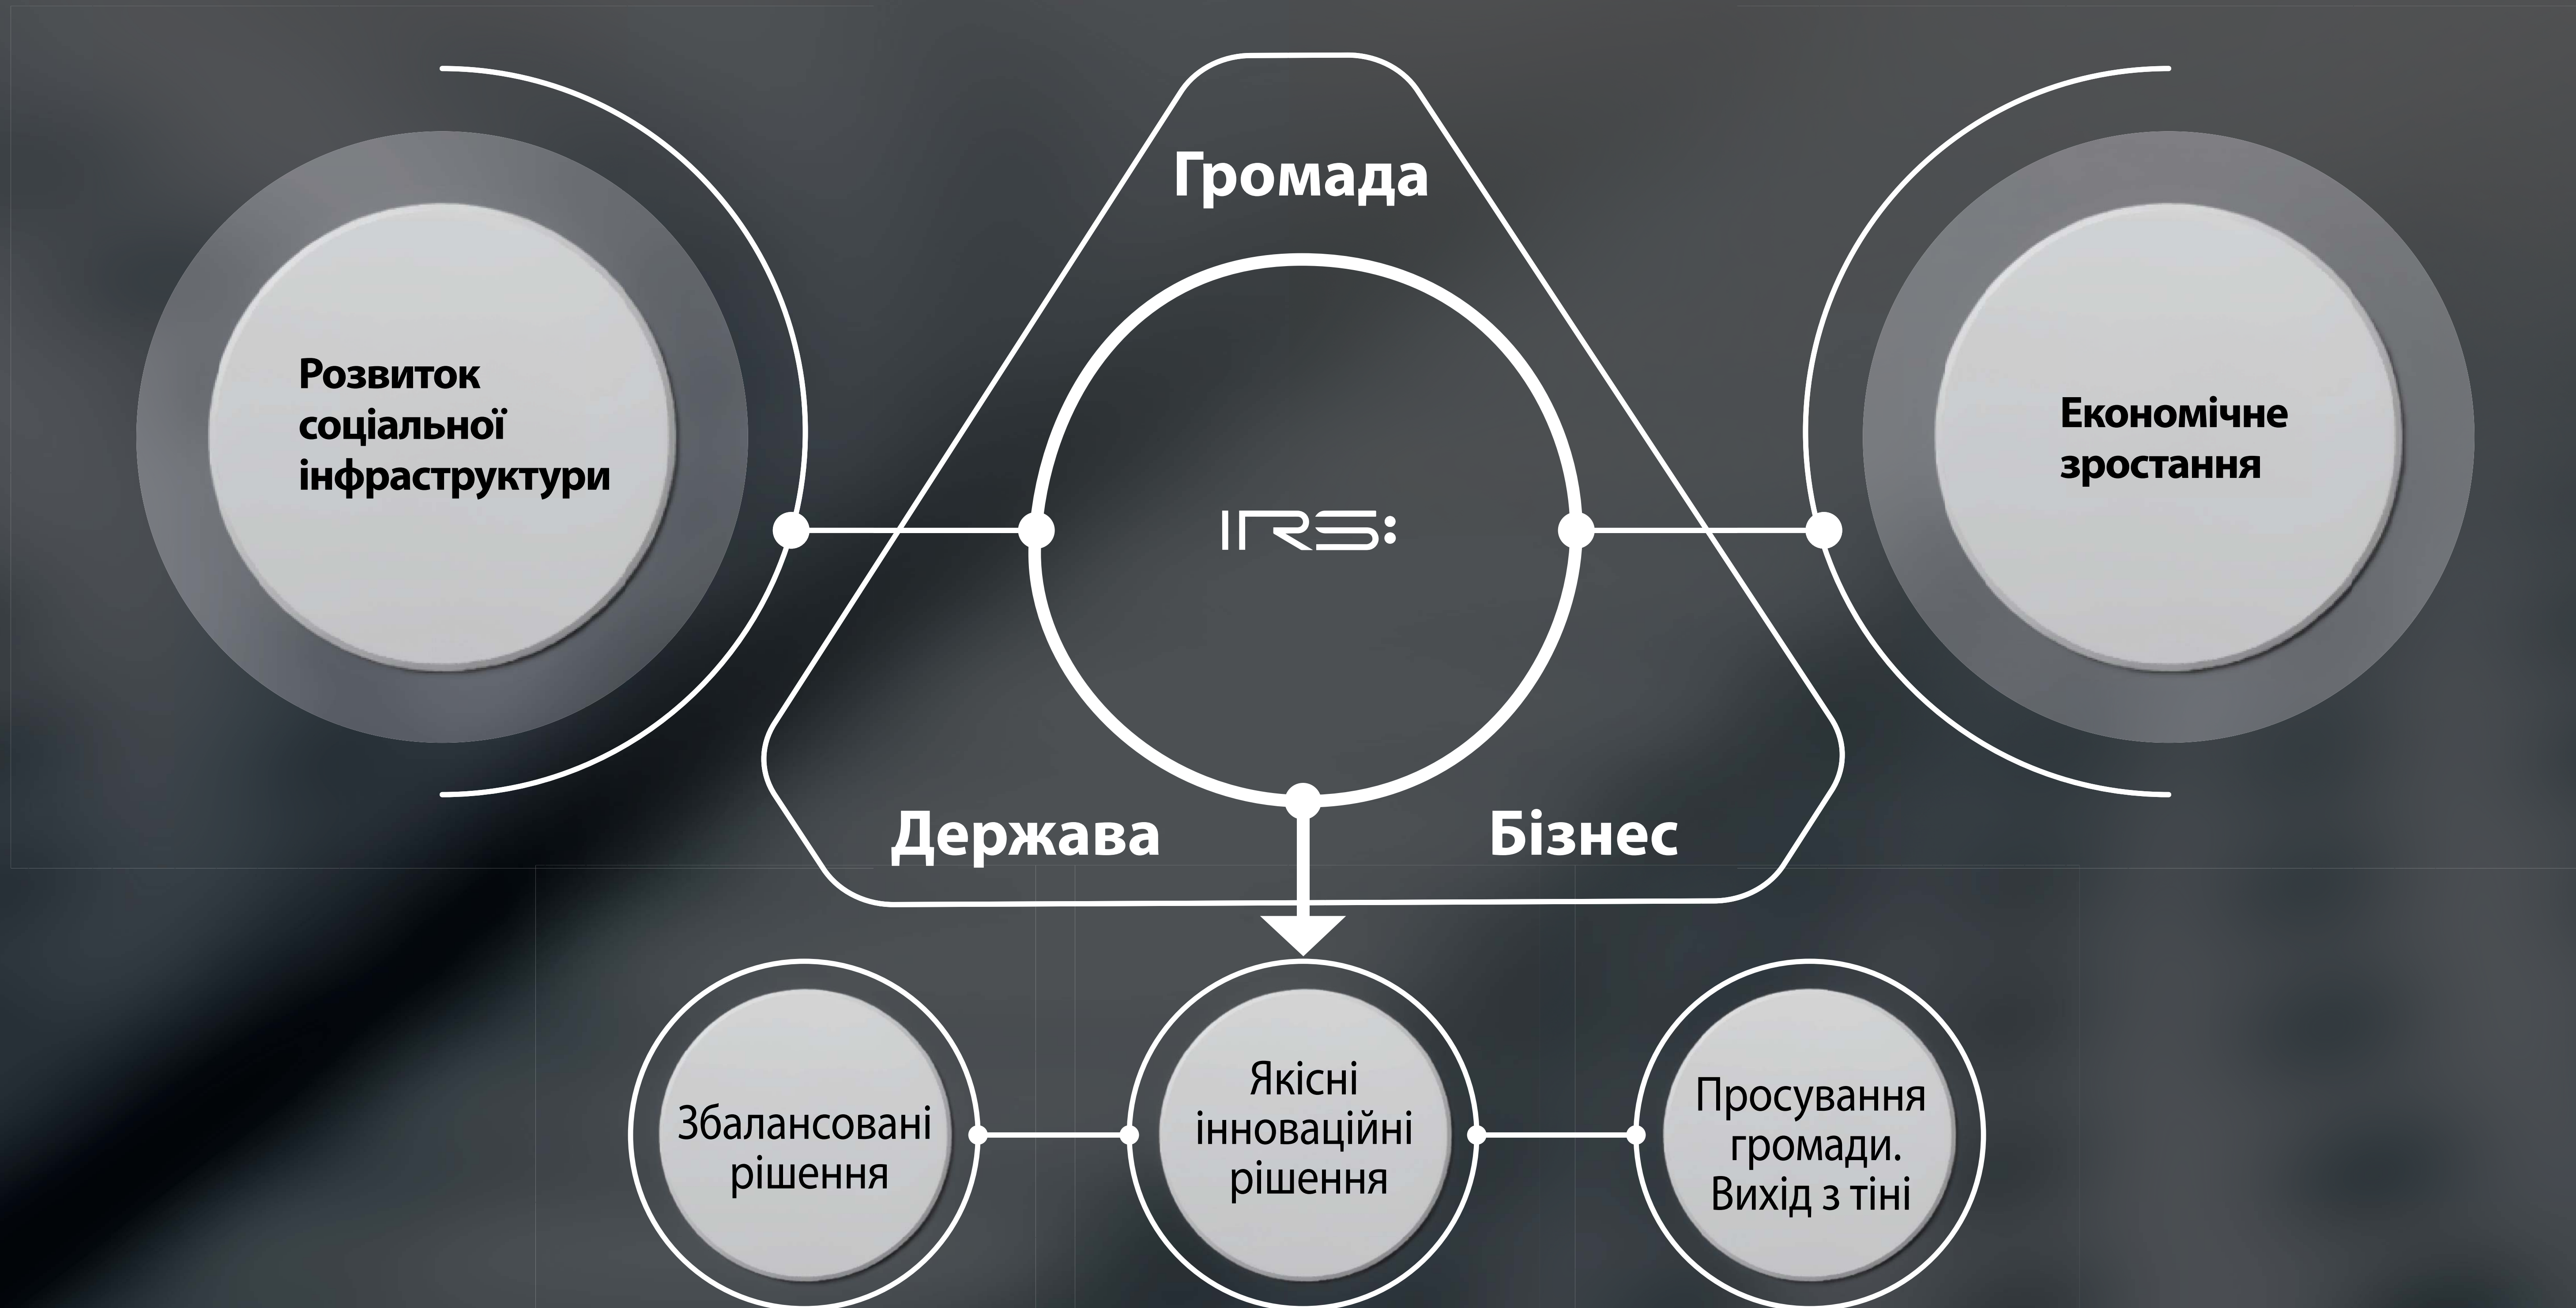 Громада
Розвиток
соціальної
інфраструктури
IRS:
Економічне
зростання
Держава
Бізнес
Збалансовані
рішення
Якісні
інноваційні
рішення
Просування
громади.
Вихід з тіні